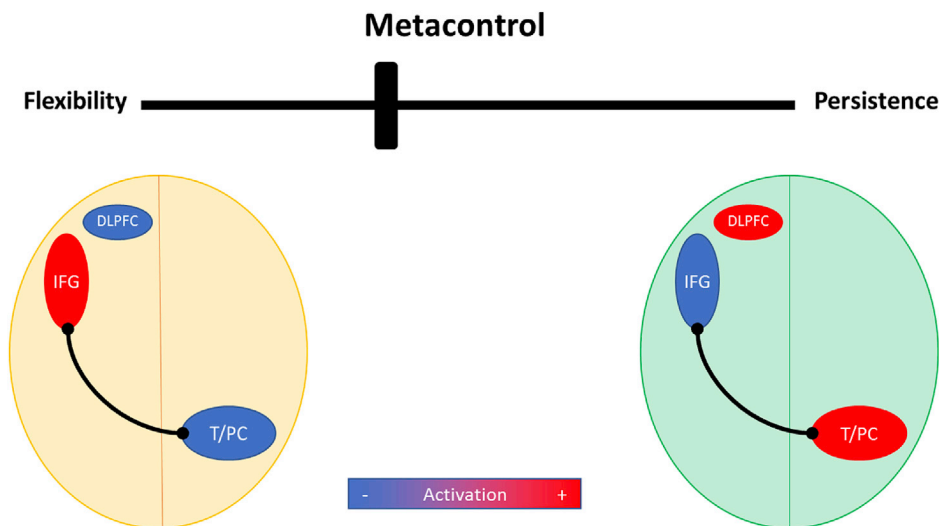 Metacontrol
Flexibility
Persistence
DLPFC
IFG
T/PC
DLPFC
IFG
T/PC
- Activation +